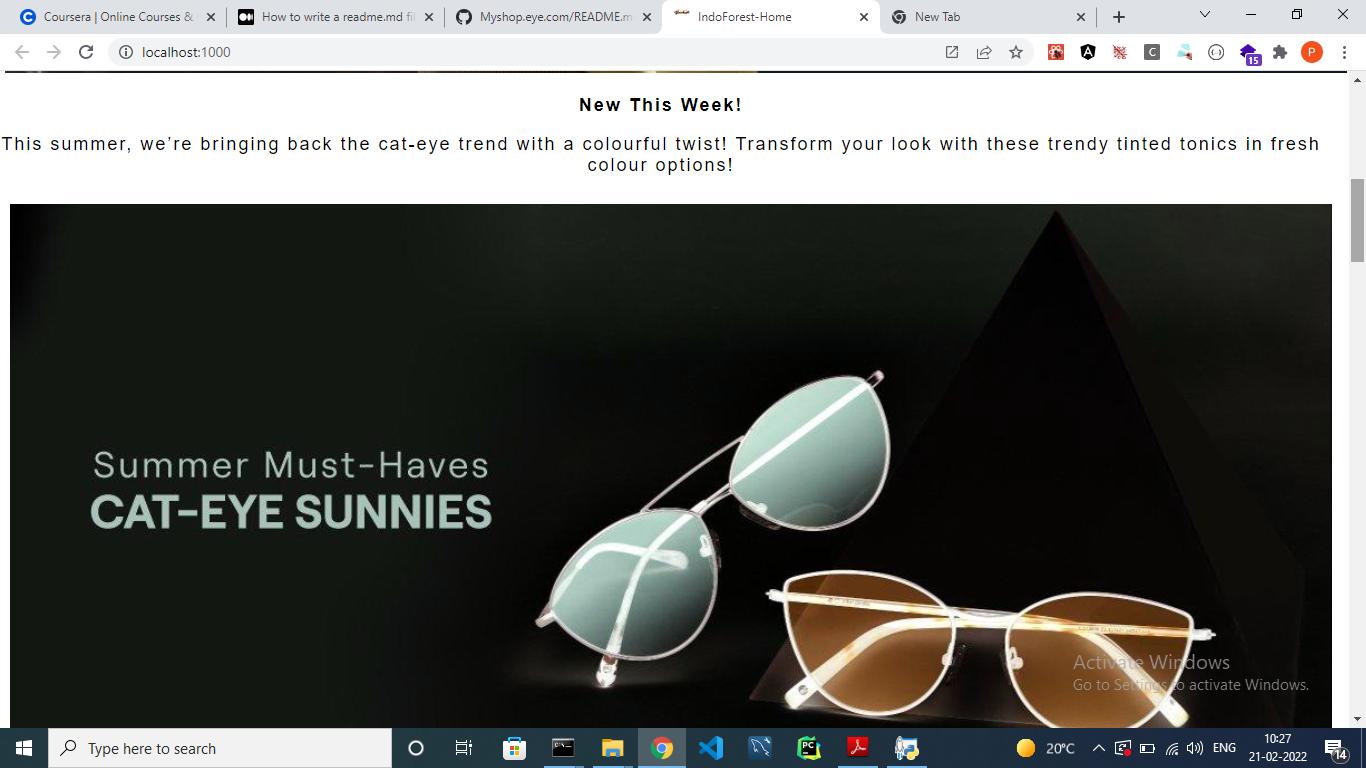 Coursera | Online Courses &
How to write a readme.md fi
Myshop.eye.com/README.m
IndoForest-Home
New Tab
localhost:1000
C
15
P
New This Week!
This summer, we’re bringing back the cat-eye trend with a colourful twist! Transform your look with these trendy tinted tonics in fresh
colour options!
Summer Must-Haves
CAT-EYE SUNNIES
Activate Windows
Go to Settings to activate Windows.
Type here to search
PC
20°C
ENG
10:27
21-02-2022
14